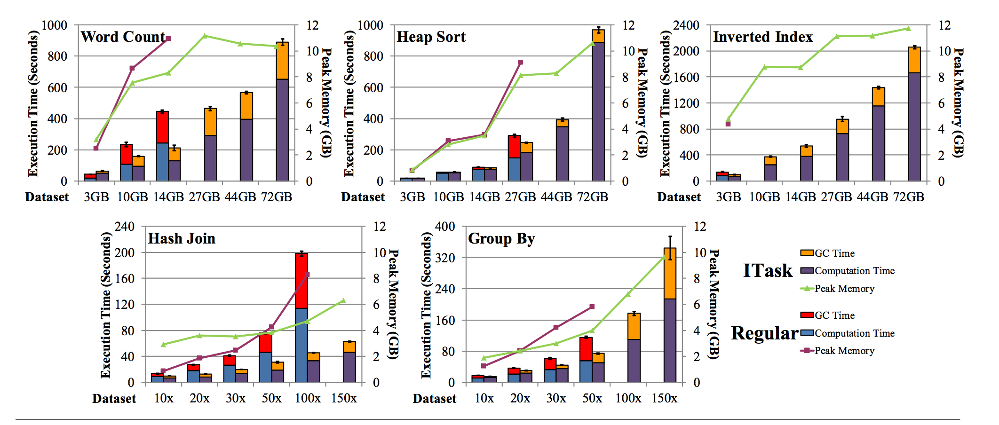 Word Count
Execution Time (Seconds)
1000
800
600
400
200
0
12
10
8
6
4
2
0
Peak Memory (GB)
Dataset 3GB 10GB 14GB 27GB 44GB 72GB
Heap Sort
Execution Time (Seconds)
1000
800
600
400
200
0
12
10
8
6
4
2
0
Peak Memory (GB)
Dataset 3GB 10GB 14GB 27GB 44GB 72GB
Inverted Index
Execution Time (Secoupds)
2400
2000
1600
1200
800
400
0
12
10
8
6
4
2
0
Peak Memory (GB)
Dataset 3GB 10GB 14GB 27GB 44GB 72GB
Hash Join
Execution Time (Seconds)
240
200
160
120
80
40
0
12
10
8
6
4
2
0
Peak Memory (GB)
Dataset 10x 20x 30x 50x 100x 150x
Group By
Execution Time (Seconds)
400
320
240
160
80
0
12
10
8
6
4
2
0
Peak Memory (GB)
Dataset 10x 20x 30x 50x 100x 150x
ITask
GC Time
Computation Time
Peak Memory
Regular
GC Time
Computation Time
Peak Memory